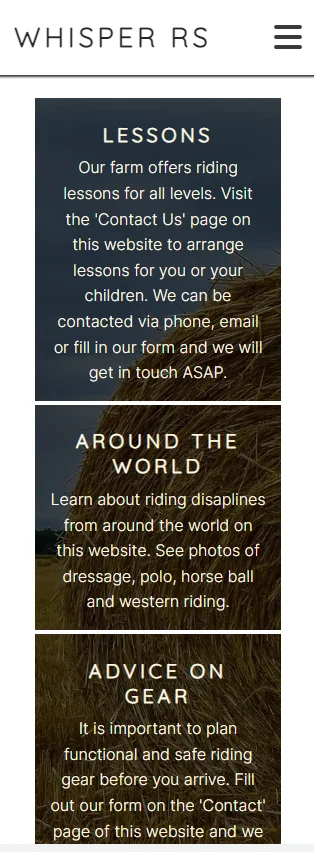 WHISPER RS
LESSONS
Our farm offers riding
lessons for all levels. Visit
the 'Contact Us' page on
this website to arrange
lessons for you or your
children. We can be
contacted via phone, email
or fill in our form and we will
get in touch ASAP.
AROUND THE
WORLD
Learn about riding disaplines
from around the world on
this website. See photos of
dressage, polo, horse ball
and western riding.
ADVICE ON
GEAR
It is important to plan
functional and safe riding
gear before you arrive. Fill
out our form on the 'Contact'
page of this website and we